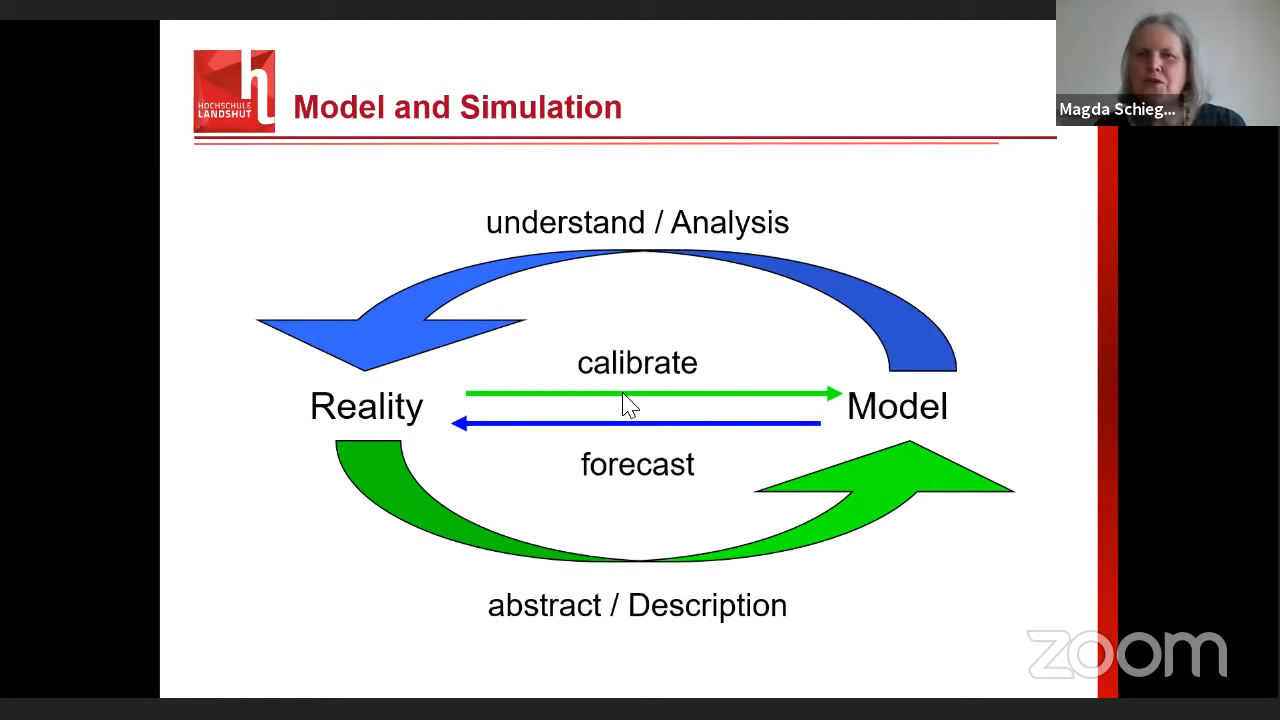 HOCHSCHULE
LANDSHUT
Model and Simulation
Magda Schieg...
understand / Analysis
calibrate
Reality
Model
forecast
abstract / Description
zoom